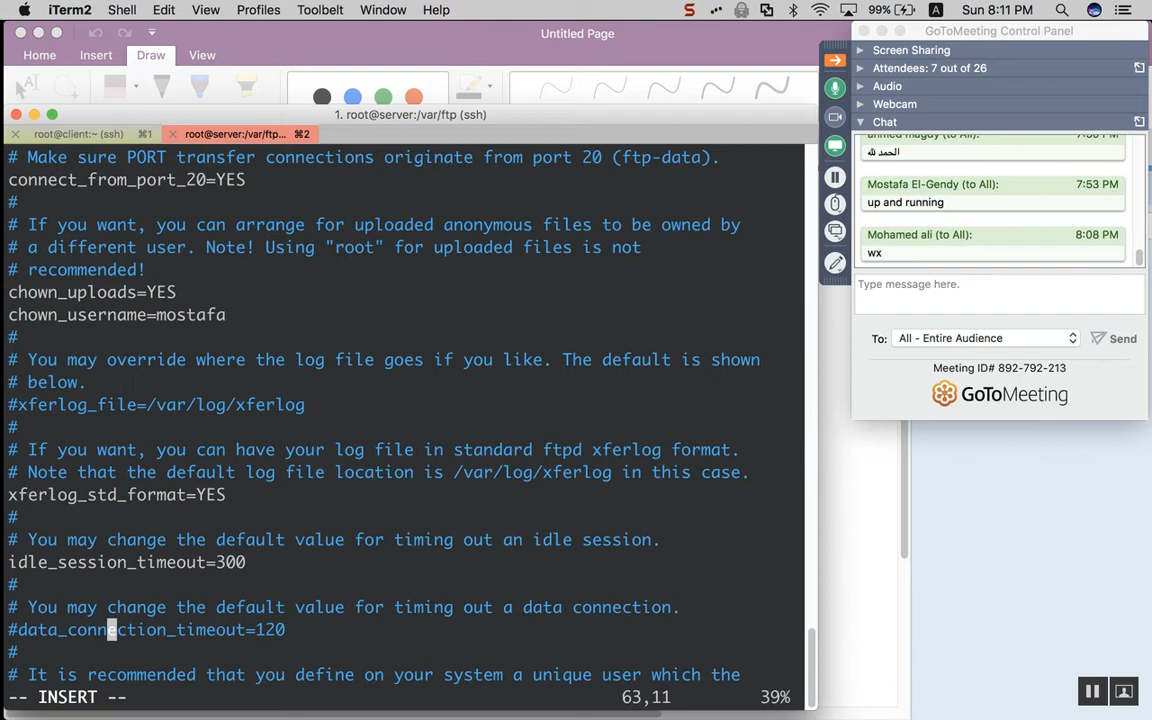 iTerm2 Shell Edit View Profiles Toolbelt Window Help
99% A Sun 8:11 PM
Untitled Page
Home Insert Draw View
1. root@server:/var/ftp (ssh)
root@client:~ (ssh) ⌘1
root@server:/var/ftp... ⌘2
# Make sure PORT transfer connections originate from port 20 (ftp-data).
connect_from_port_20=YES
#
# If you want, you can arrange for uploaded anonymous files to be owned by
# a different user. Note! Using "root" for uploaded files is not
# recommended!
chown_uploads=YES
chown_username=mostafa
#
# You may override where the log file goes if you like. The default is shown
# below.
#xferlog_file=/var/log/xferlog
#
# If you want, you can have your log file in standard ftpd xferlog format.
# Note that the default log file location is /var/log/xferlog in this case.
xferlog_std_format=YES
#
# You may change the default value for timing out an idle session.
idle_session_timeout=300
#
# You may change the default value for timing out a data connection.
#data_connection_timeout=120
#
# It is recommended that you define on your system a unique user which the
-- INSERT -- 63,11 39%
GoToMeeting Control Panel
Screen Sharing
Attendees: 7 out of 26
Audio
Webcam
Chat
ahmed magdy (to All): 7:50 PM
الحمد لله
Mostafa El-Gendy (to All): 7:53 PM
up and running
Mohamed ali (to All): 8:08 PM
wx
Type message here.
To: All - Entire Audience Send
Meeting ID# 892-792-213
GoToMeeting